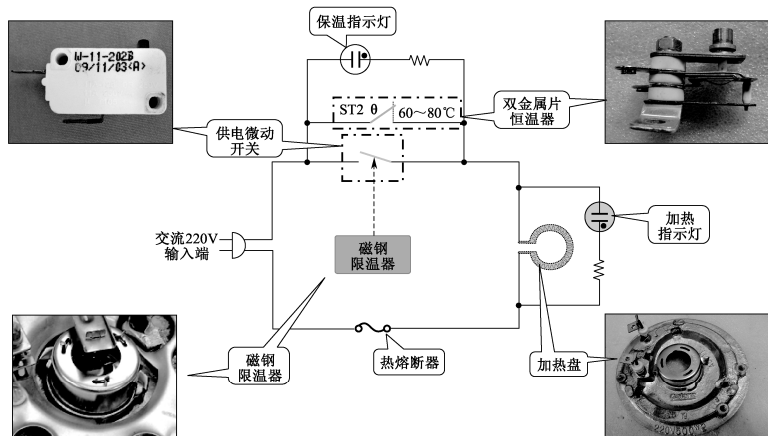 保温指示灯
W-11-202B
09/11/03<A>
ST2 θ 60～80℃
双金属片
恒温器
供电微动
开关
加热
指示灯
交流220V
输入端
磁钢
限温器
磁钢
限温器
热熔断器
加热盘